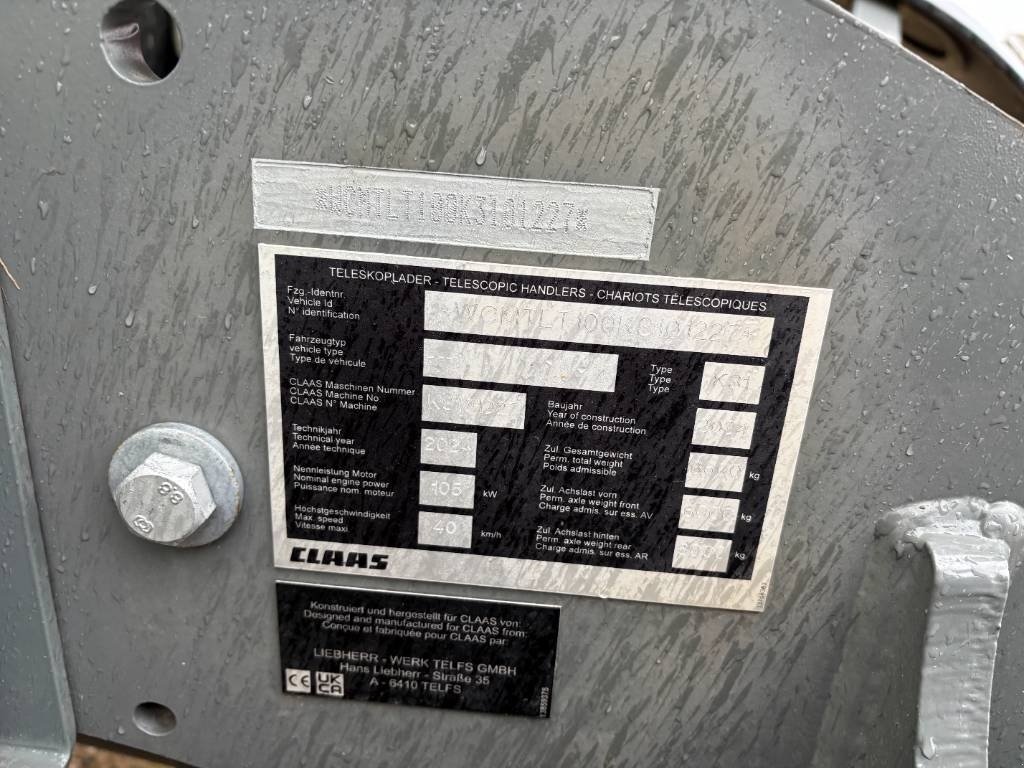 *WCMTLT100K3101227*
TELESKOPLADER - TELESCOPIC HANDLERS - CHARIOTS TÉLESCOPIQUES
Fzg.-Identnr.
Vehicle Id
N° identification
Fahrzeugtyp
vehicle type
Type de véhicule
Type
Type
Type
K31
CLAAS Maschinen Nummer
CLAAS Machine No
CLAAS N° Machine
Baujahr
Year of construction
Année de construction
Technikjahr
Technical year
Année technique
Zul. Gesamtgewicht
Perm. total weight
Poids admissible
kg
Nennleistung Motor
Nominal engine power
Puissance nom. moteur
105 kW
Zul. Achslast vorn
Perm. axle weight front
Charge admis. sur ess. AV
kg
Höchstgeschwindigkeit
Max. speed
Vitesse maxi
40 km/h
Zul. Achslast hinten
Perm. axle weight rear
Charge admis. sur ess. AR
kg
CLAAS
Konstruiert und hergestellt für CLAAS von:
Designed and manufactured for CLAAS from:
Conçue et fabriquée pour CLAAS par:
LIEBHERR - WERK TELFS GMBH
Hans Liebherr - Straße 35
A - 6410 TELFS
CE UK CA
8.8